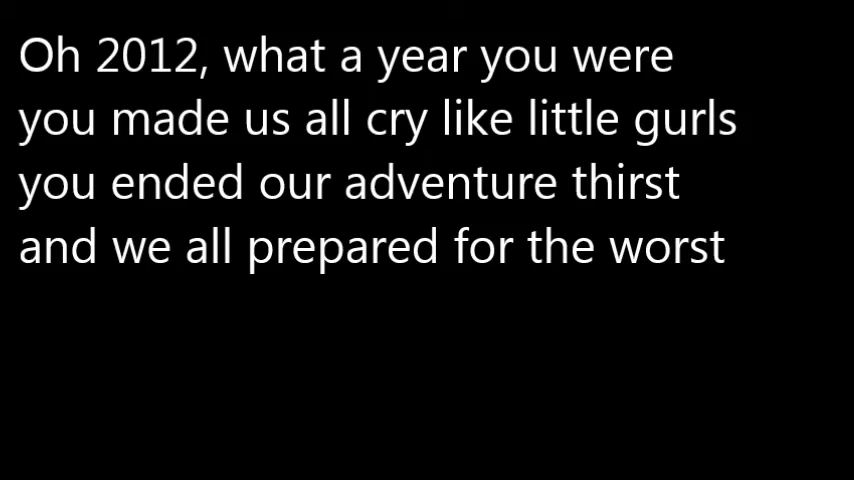 Oh 2012, what a year you were
you made us all cry like little gurls
you ended our adventure thirst
and we all prepared for the worst